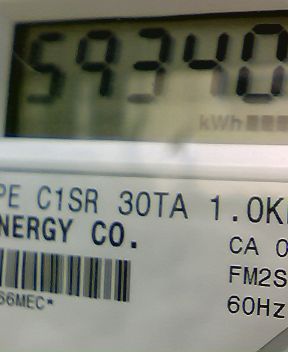 59340
kWh
PE C1SR 30TA 1.0K
NERGY CO.
CA 0
FM2S
S6MEC*
60Hz